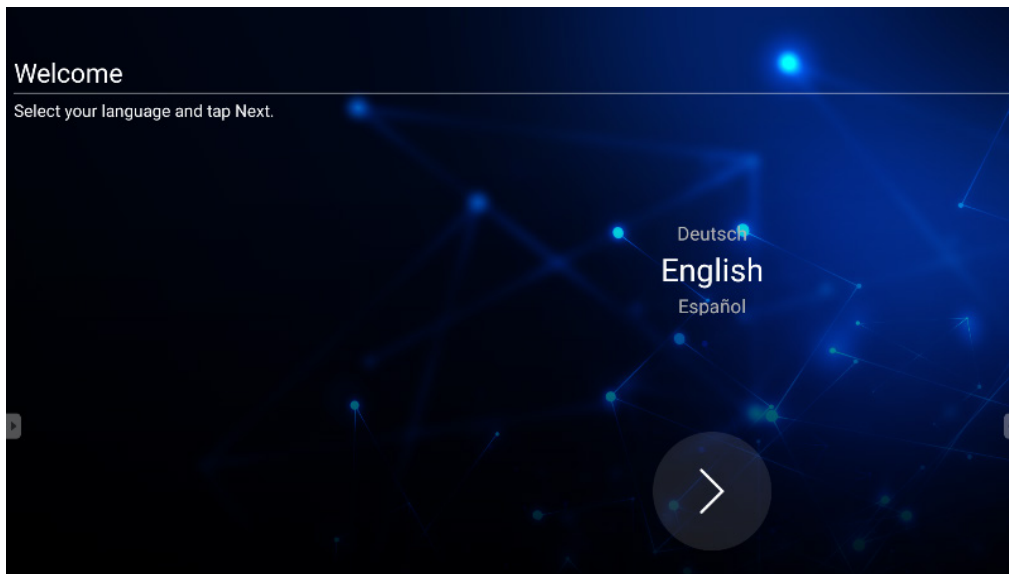 Welcome
Select your language and tap Next.
Deutsch
English
Español